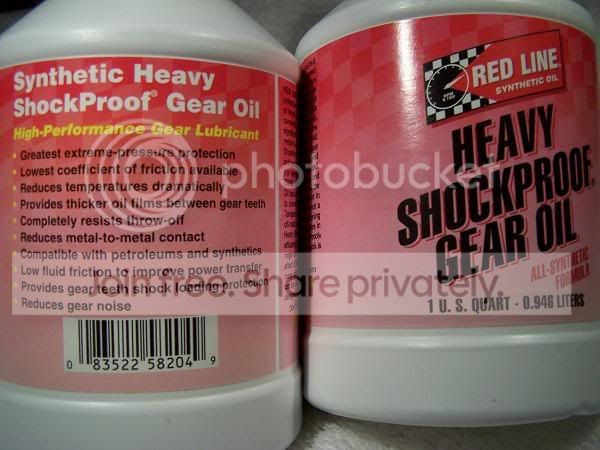 Synthetic Heavy
ShockProof® Gear Oil
High-Performance Gear Lubricant
• Greatest extreme-pressure protection
• Lowest coefficient of friction available
• Reduces temperatures dramatically
• Provides thicker oil films between gear teeth
• Completely resists throw-off
• Reduces metal-to-metal contact
• Compatible with petroleums and synthetics
• Low fluid friction to improve power transfer
• Provides gear teeth shock loading protection
• Reduces gear noise
0 83522 58204 9
RED LINE
SYNTHETIC OIL
HEAVY
SHOCKPROOF®
GEAR OIL
ALL-SYNTHETIC
FORMULA
1 U. S. QUART - 0.946 LITERS
photobucket
Join free. Share privately.